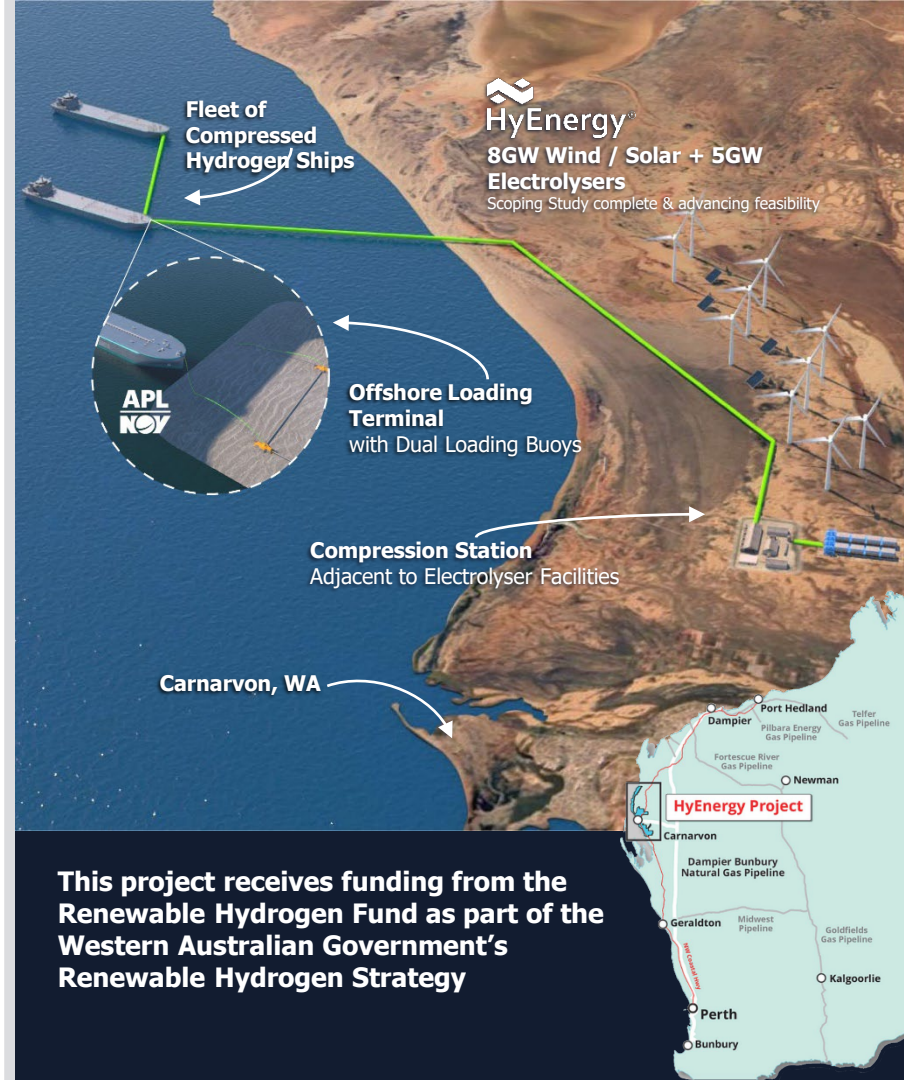 Fleet of
Compressed
Hydrogen Ships
HyEnergy
8GW Wind / Solar + 5GW
Electrolysers
Scoping Study complete & advancing feasibility
APL
NOV
Offshore Loading
Terminal
with Dual Loading Buoys
Compression Station
Adjacent to Electrolyser Facilities
Carnarvon, WA
Port Hedland
Dampier
Telfer
Gas Pipeline
Pilbara Energy
Gas Pipeline
Fortescue River
Gas Pipeline
Newman
HyEnergy Project
Carnarvon
Dampier Bunbury
Natural Gas Pipeline
Geraldton
Midwest
Pipeline
Goldfields
Gas Pipeline
NW Coastal Hwy
Kalgoorlie
Perth
Bunbury
This project receives funding from the
Renewable Hydrogen Fund as part of the
Western Australian Government’s
Renewable Hydrogen Strategy